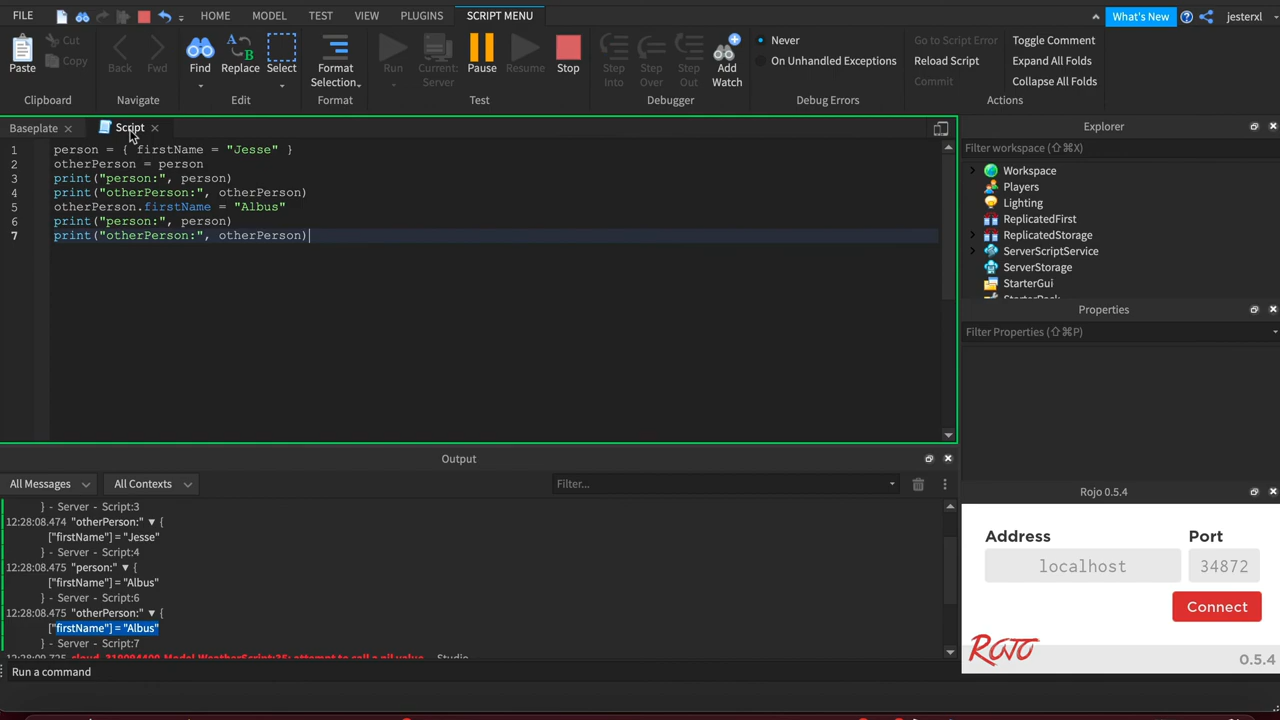 FILE HOME MODEL TEST VIEW PLUGINS SCRIPT MENU What's New jesterxl
Paste Cut Copy Back Fwd Find Replace Select Format Selection... Run Current: Server Pause Resume Stop Step Into Step Over Step Out Add Watch
Never
On Unhandled Exceptions
Go to Script Error
Reload Script
Commit
Toggle Comment
Expand All Folds
Collapse All Folds
Clipboard Navigate Edit Format Test Debugger Debug Errors Actions
Baseplate Script
1 person = { firstName = "Jesse" }
2 otherPerson = person
3 print("person:", person)
4 print("otherPerson:", otherPerson)
5 otherPerson.firstName = "Albus"
6 print("person:", person)
7 print("otherPerson:", otherPerson)
Explorer
Filter workspace (⇧⌘X)
Workspace
Players
Lighting
ReplicatedFirst
ReplicatedStorage
ServerScriptService
ServerStorage
StarterGui
StarterPack
Properties
Filter Properties (⇧⌘P)
Output
All Messages All Contexts Filter...
} - Server - Script:3
12:28:08.474 "otherPerson:" ▼ {
["firstName"] = "Jesse"
} - Server - Script:4
12:28:08.475 "person:" ▼ {
["firstName"] = "Albus"
} - Server - Script:6
12:28:08.475 "otherPerson:" ▼ {
["firstName"] = "Albus"
} - Server - Script:7
Run a command
Rojo 0.5.4
Address Port
localhost 34872
Connect
ROJO 0.5.4